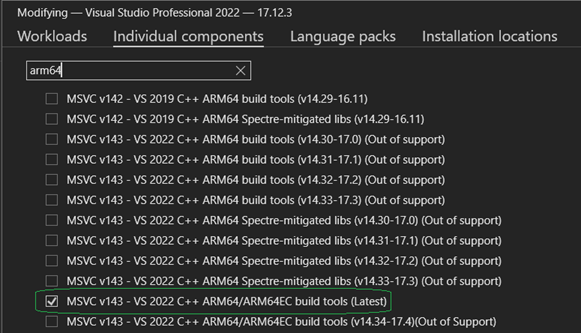 Modifying — Visual Studio Professional 2022 — 17.12.3
Workloads Individual components Language packs Installation locations
arm64
MSVC v142 - VS 2019 C++ ARM64 build tools (v14.29-16.11)
MSVC v142 - VS 2019 C++ ARM64 Spectre-mitigated libs (v14.29-16.11)
MSVC v143 - VS 2022 C++ ARM64 build tools (v14.30-17.0) (Out of support)
MSVC v143 - VS 2022 C++ ARM64 build tools (v14.31-17.1) (Out of support)
MSVC v143 - VS 2022 C++ ARM64 build tools (v14.32-17.2) (Out of support)
MSVC v143 - VS 2022 C++ ARM64 build tools (v14.33-17.3) (Out of support)
MSVC v143 - VS 2022 C++ ARM64 Spectre-mitigated libs (v14.30-17.0) (Out of support)
MSVC v143 - VS 2022 C++ ARM64 Spectre-mitigated libs (v14.31-17.1) (Out of support)
MSVC v143 - VS 2022 C++ ARM64 Spectre-mitigated libs (v14.32-17.2) (Out of support)
MSVC v143 - VS 2022 C++ ARM64 Spectre-mitigated libs (v14.33-17.3) (Out of support)
MSVC v143 - VS 2022 C++ ARM64/ARM64EC build tools (Latest)
MSVC v143 - VS 2022 C++ ARM64/ARM64EC build tools (v14.34-17.4)(Out of Support)